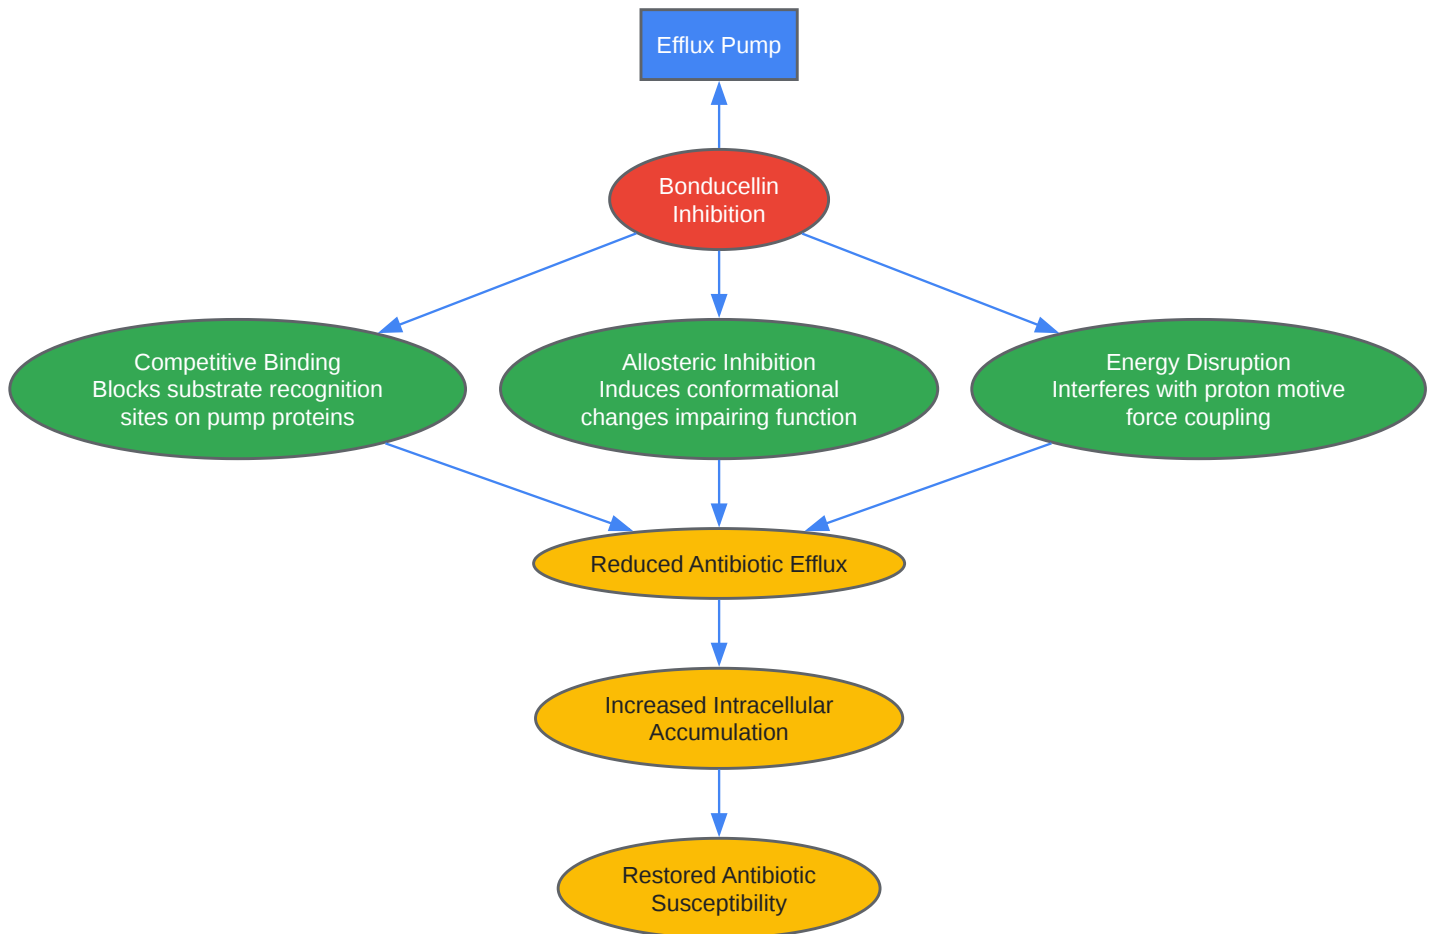 Efflux Pump
Bonducellin
Inhibition
Competitive Binding
Blocks substrate recognition
sites on pump proteins
Allosteric Inhibition
Induces conformational
changes impairing function
Energy Disruption
Interferes with proton motive
force coupling
Reduced Antibiotic Efflux
Increased Intracellular
Accumulation
Restored Antibiotic
Susceptibility